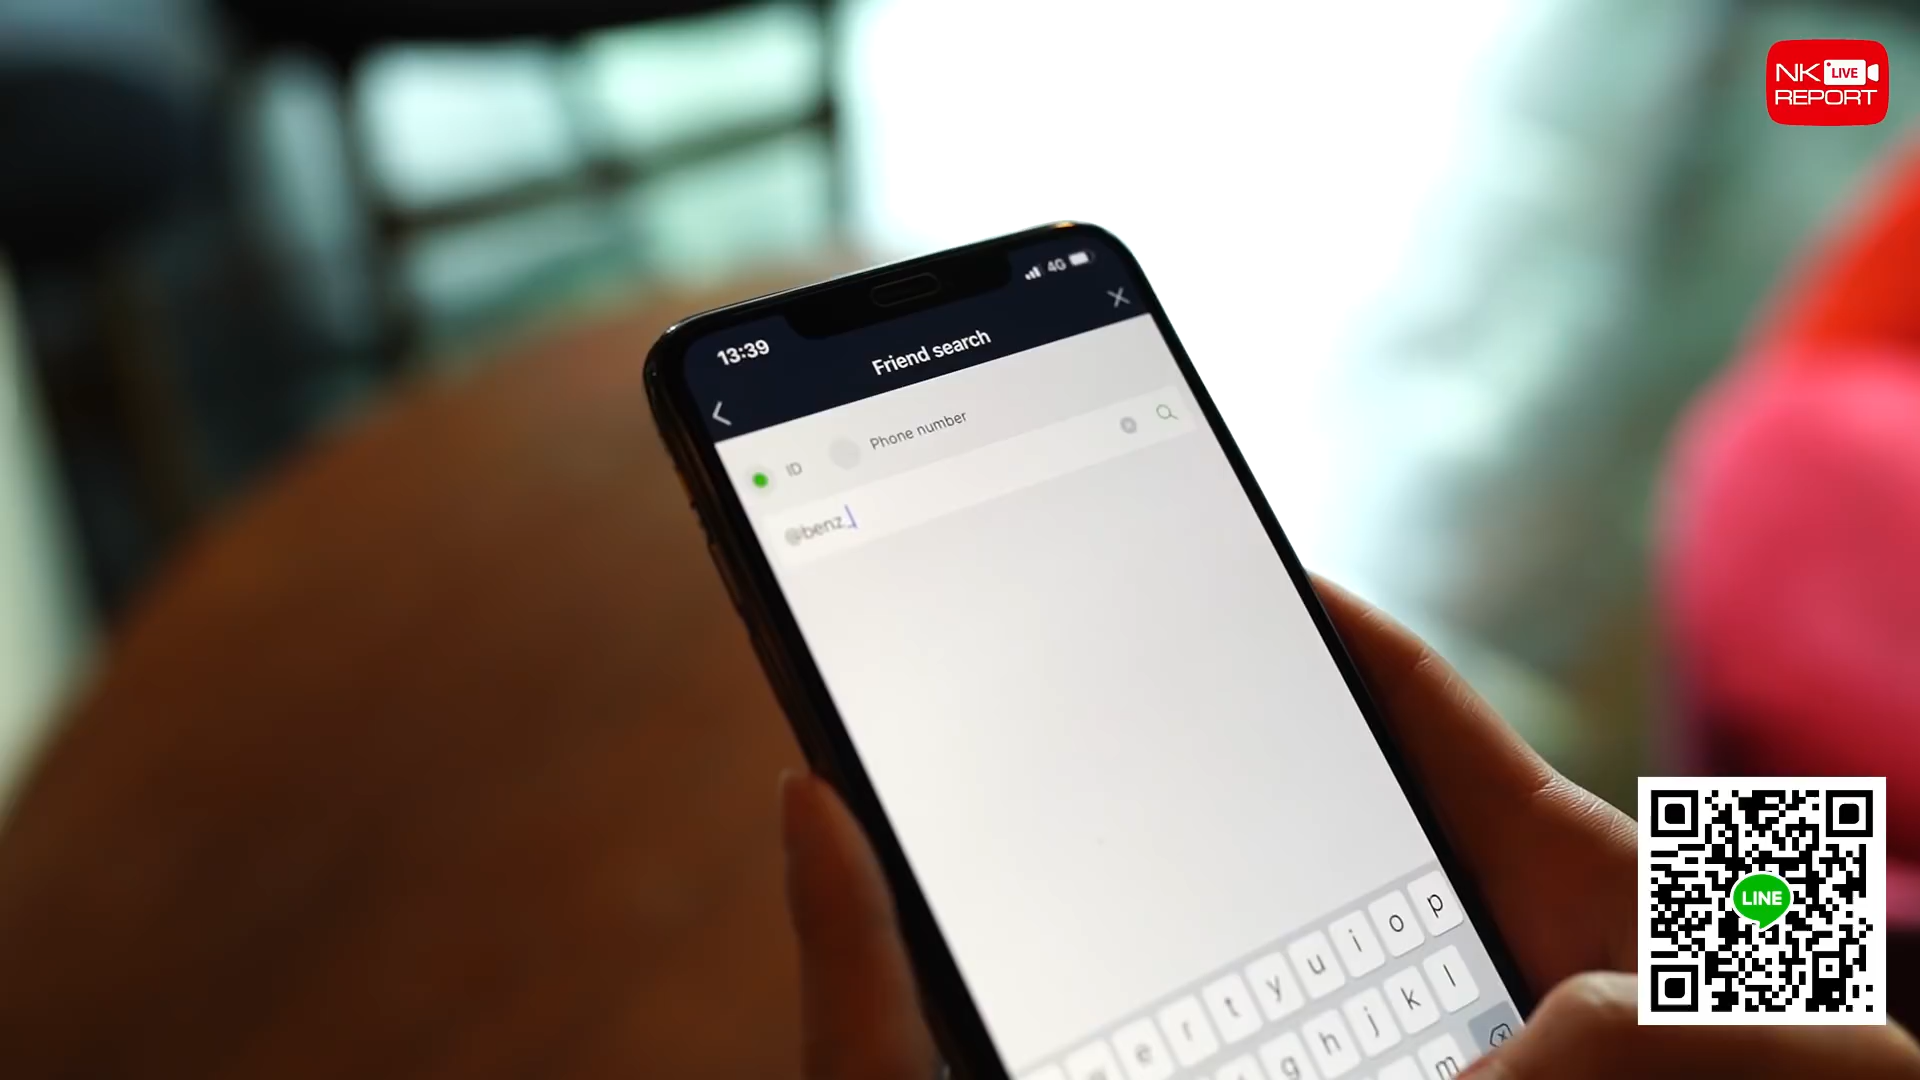 NK LIVE
REPORT
13:39
4G
Friend search
ID
Phone number
@benz_
e r t y u i o p
g h j k l
m
LINE